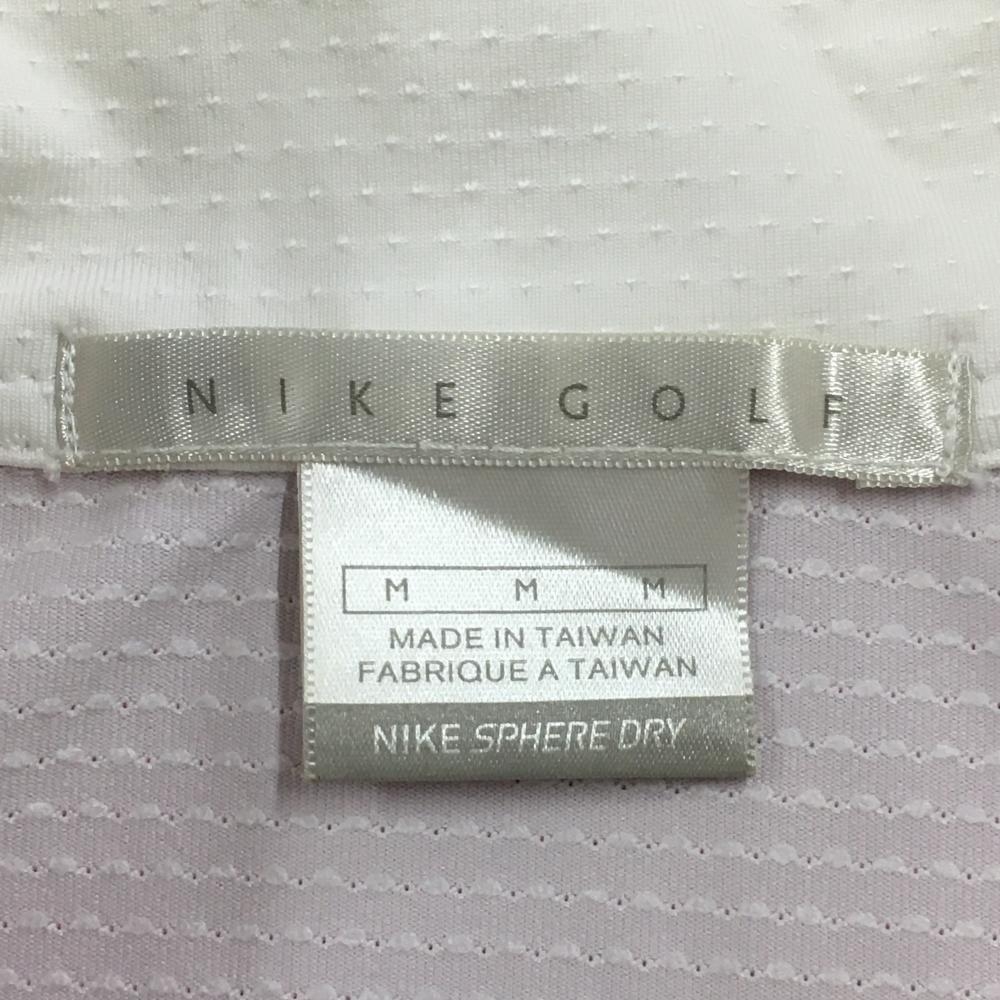 NIKE GOLF
M M M
MADE IN TAIWAN
FABRIQUE A TAIWAN
NIKE SPHERE DRY